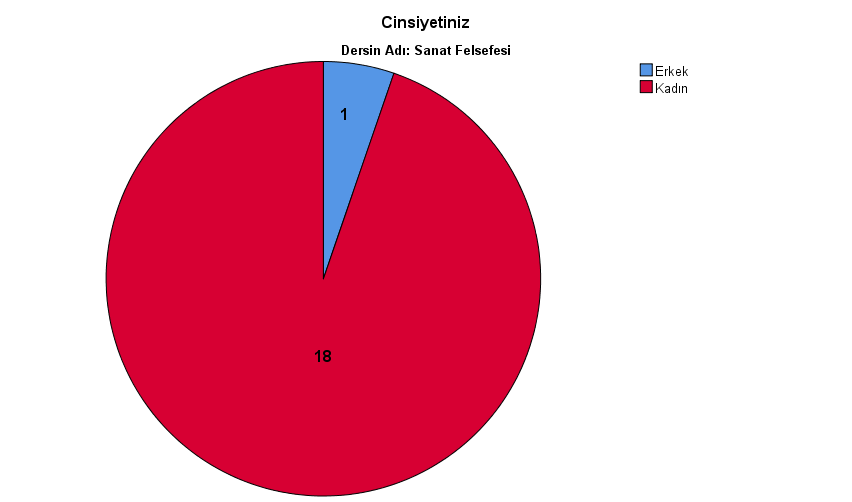 Cinsiyetiniz
Dersin Adı: Sanat Felsefesi
Erkek
Kadın
1
18